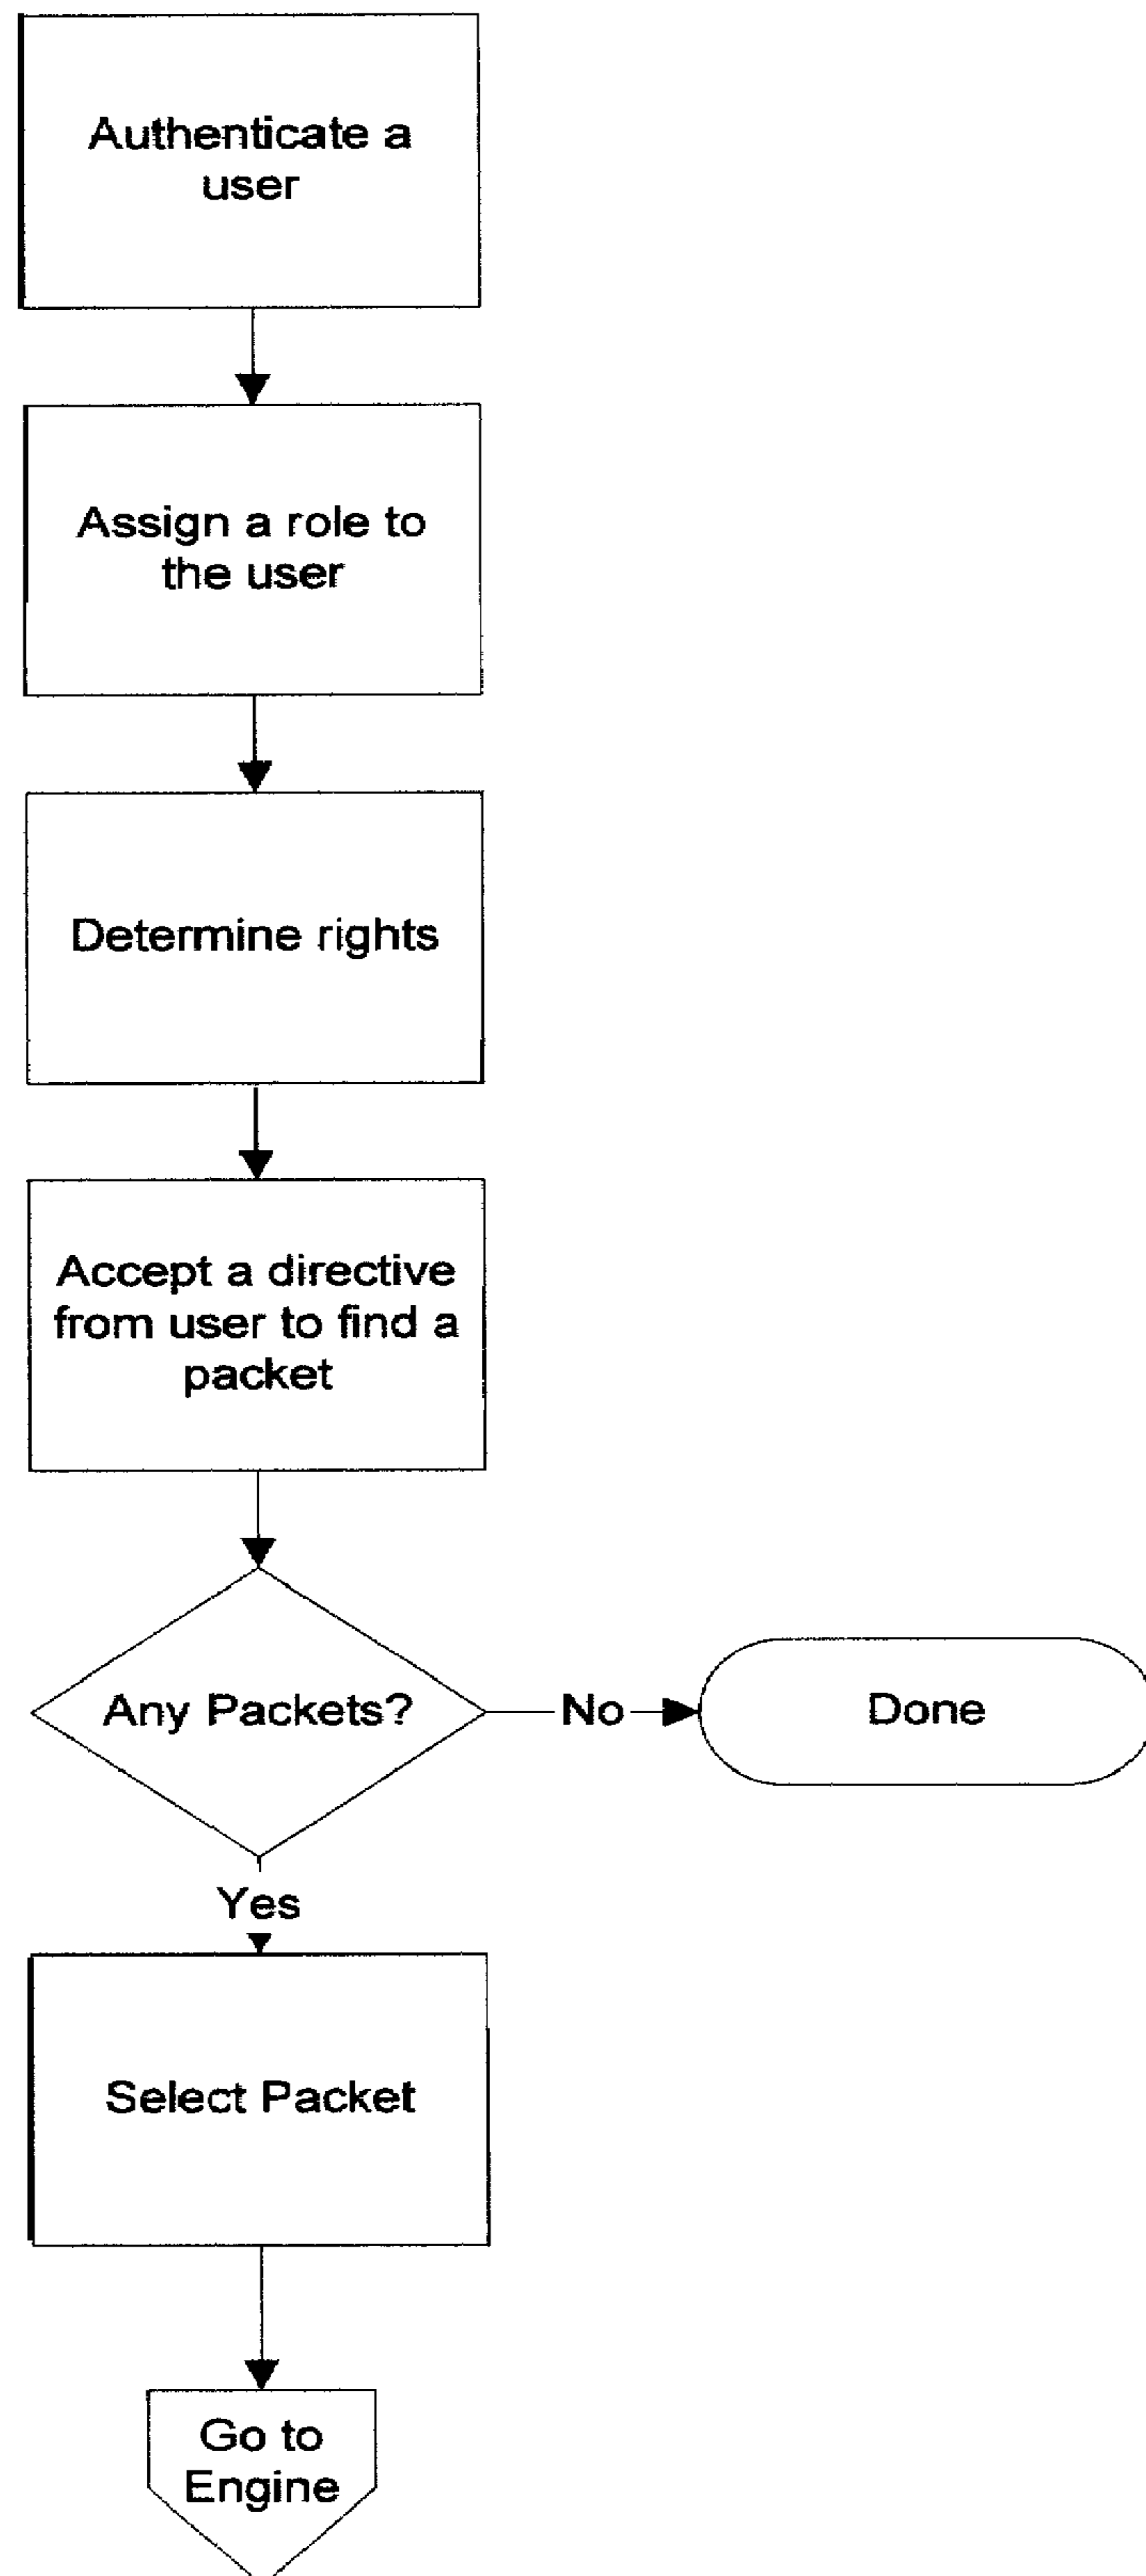 Authenticate a
user
Assign a role to
the user
Determine rights
Accept a directive
from user to find a
packet
Any Packets?
No
Done
Yes
Select Packet
Go to
Engine